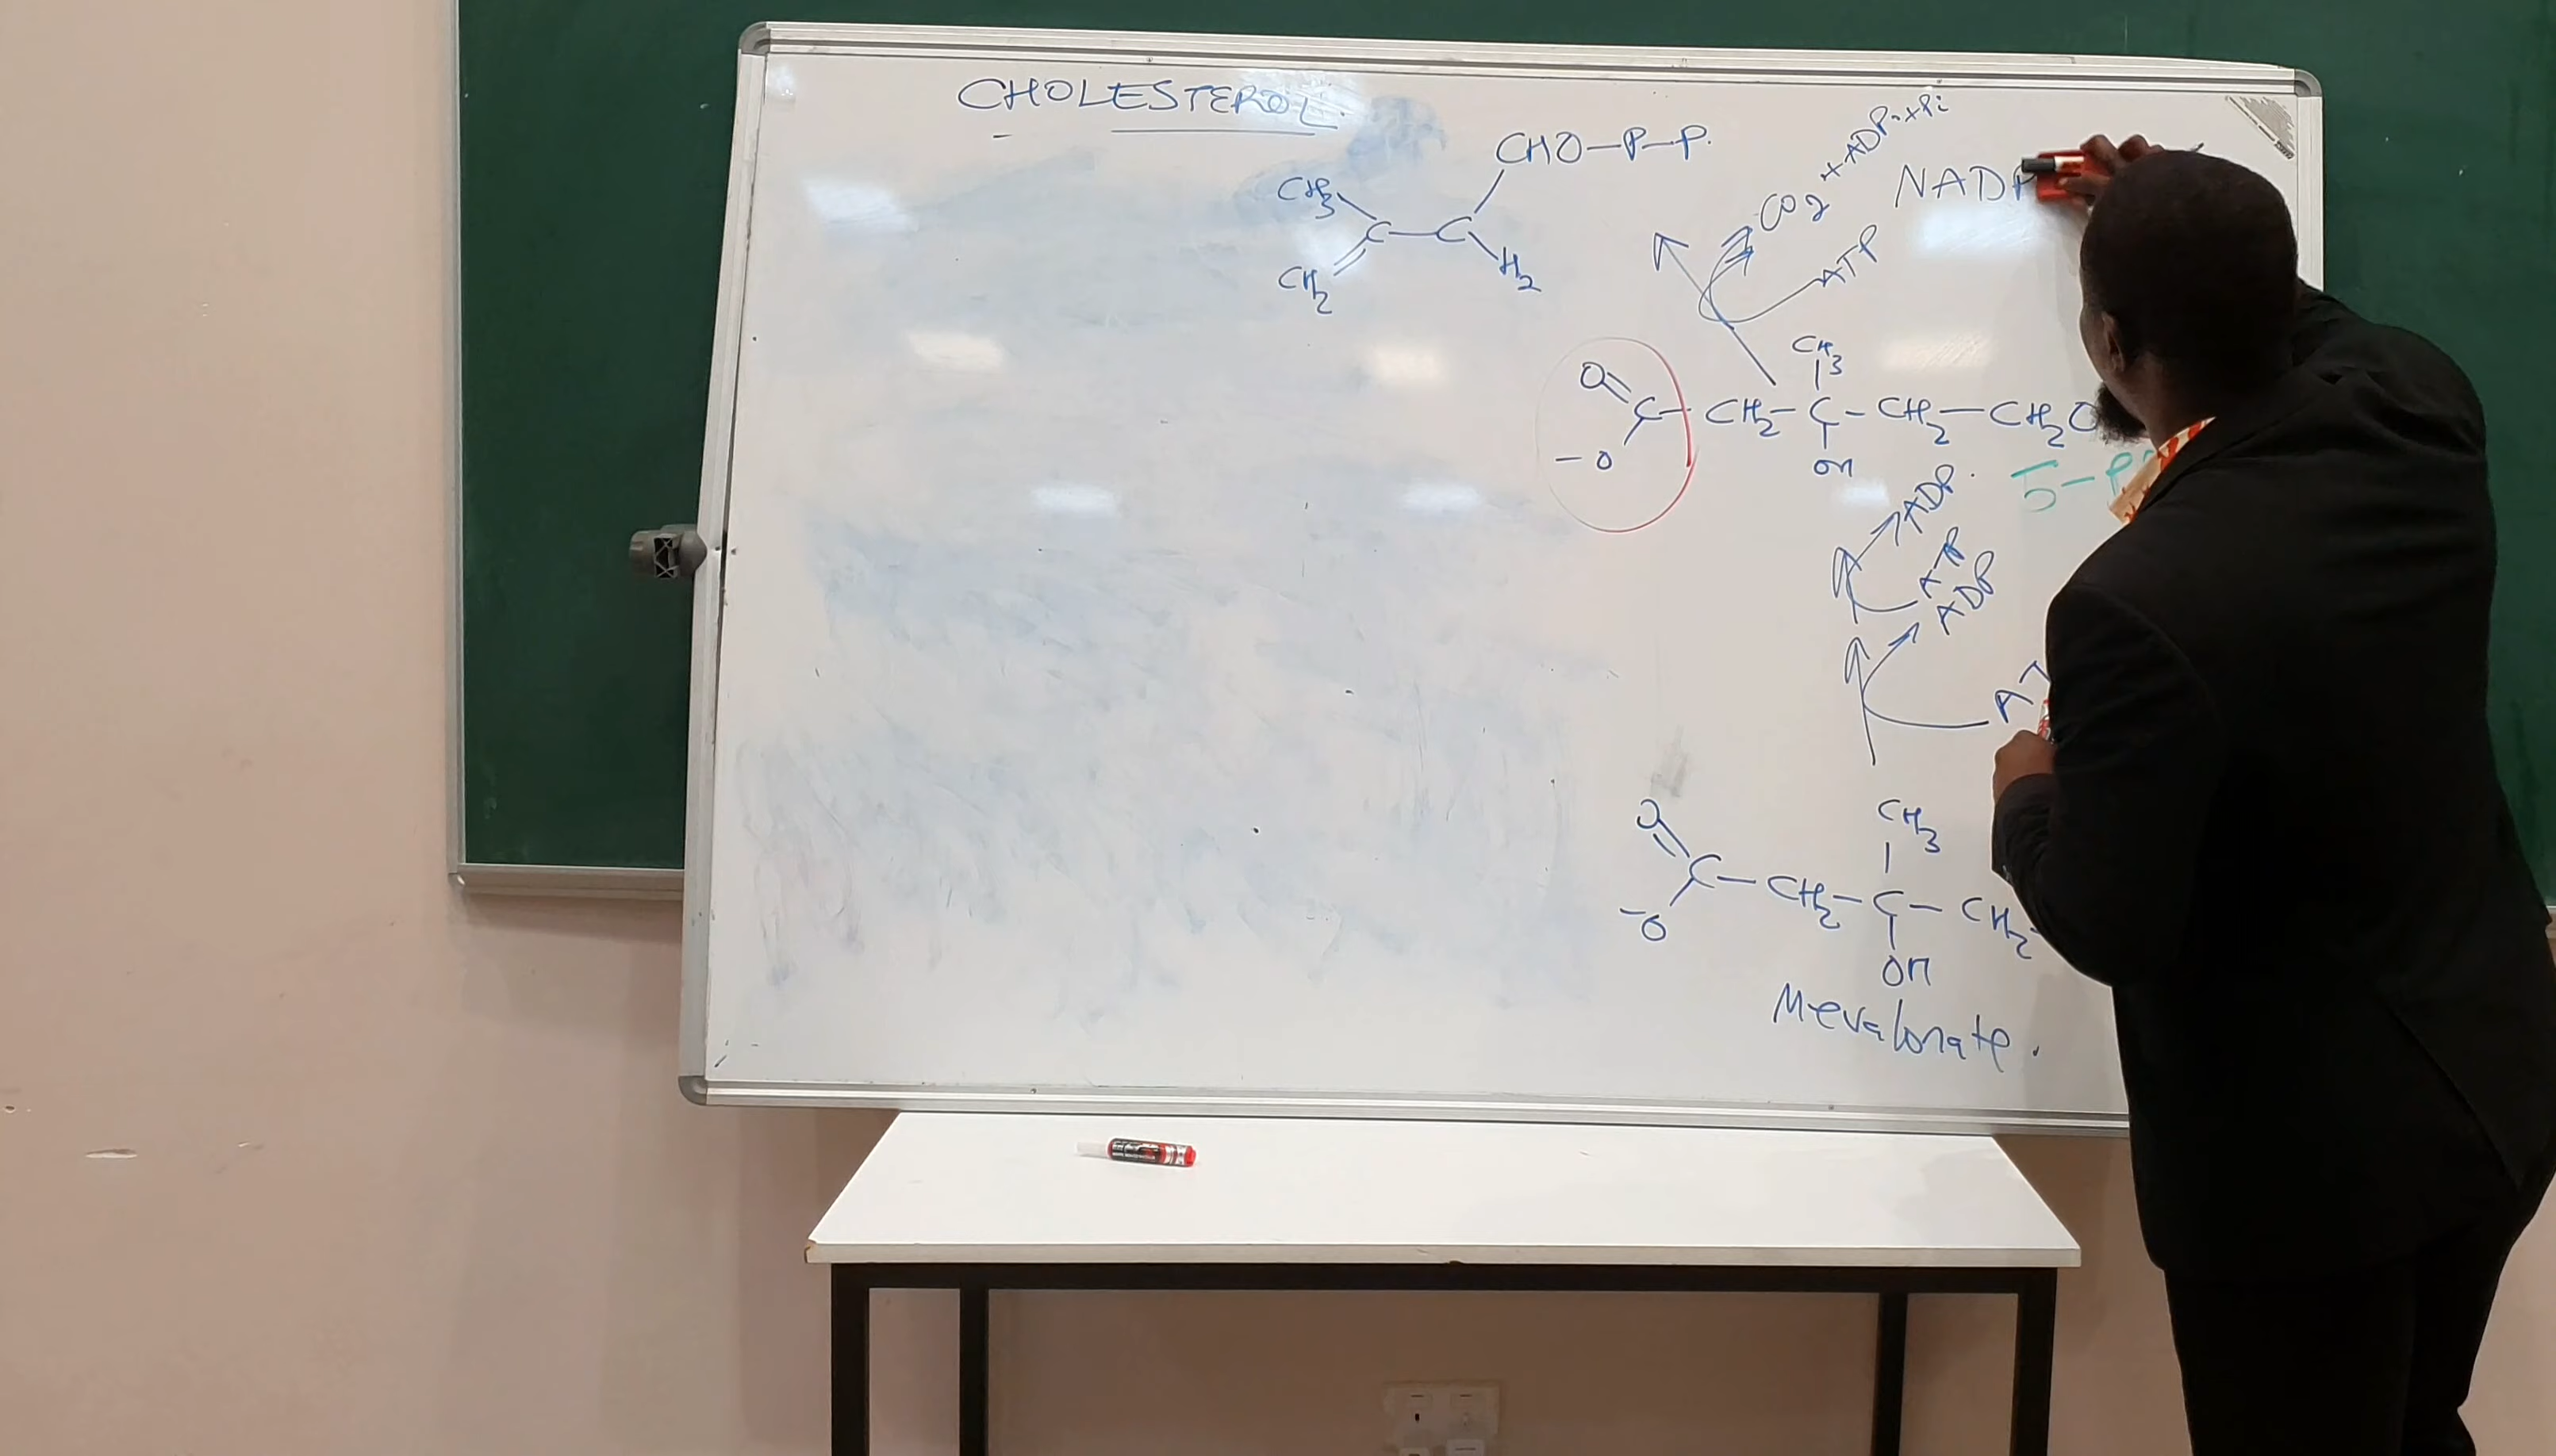 CHOLESTEROL
CHO-P-P.
CH3
C-C
CH2
H2
CO2 + ADP + Pi
ATP
NADP
CH3
O
C-CH2-C-CH2-CH2O
-O
OH
5-P
ADP.
ATP
ADP
AT
CH3
O
C-CH2-C-CH2-
-O
OH
Mevalonate.